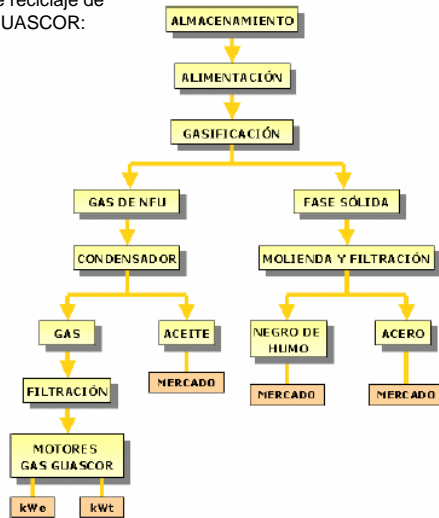 e reciclaje de
UASCOR:
ALMACENAMIENTO
ALIMENTACIÓN
GASIFICACIÓN
GAS DE NFU
FASE SÓLIDA
CONDENSADOR
MOLIENDA Y FILTRACIÓN
GAS
ACEITE
NEGRO DE
HUMO
ACERO
MERCADO
FILTRACIÓN
MERCADO
MERCADO
MOTORES
GAS GUASCOR
kWe
kWt